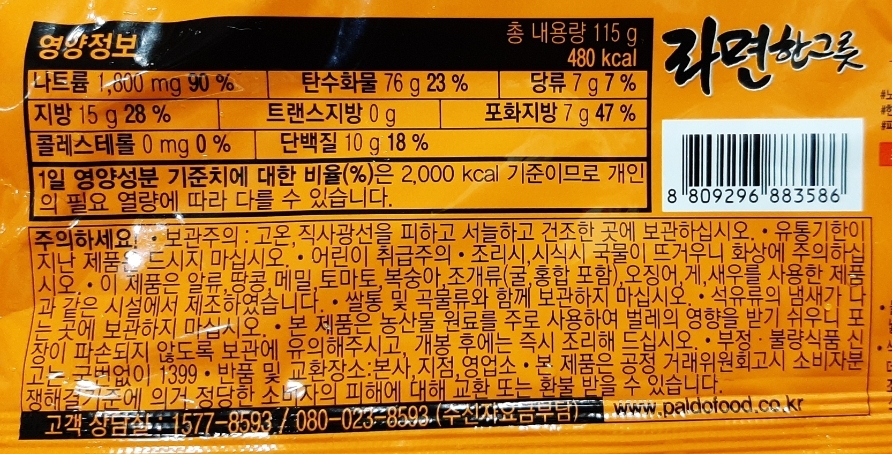 영양정보
총 내용량 115 g
480 kcal
라면한그릇
나트륨 1,800 mg 90 % 탄수화물 76 g 23 % 당류 7 g 7 %
지방 15 g 28 % 트랜스지방 0 g 포화지방 7 g 47 %
콜레스테롤 0 mg 0 % 단백질 10 g 18 %
1일 영양성분 기준치에 대한 비율(%)은 2,000 kcal 기준이므로 개인
의 필요 열량에 따라 다를 수 있습니다.
8 809296 883586
주의하세요! • 보관주의 : 고온, 직사광선을 피하고 서늘하고 건조한 곳에 보관하십시오. • 유통기한이
지난 제품은 드시지 마십시오. • 어린이 취급주의 • 조리시,시식시 국물이 뜨거우니 화상에 주의하십
시오 • 이 제품은 알류,땅콩,메밀,토마토,복숭아,조개류(굴,홍합 포함),오징어,게,새우를 사용한 제품
과 같은 시설에서 제조하였습니다. • 쌀통 및 곡물류와 함께 보관하지 마십시오. • 석유류의 냄새가 나
는 곳에 보관하지 마십시오. • 본 제품은 농산물 원료를 주로 사용하여 벌레의 영향을 받기 쉬우니 포
장이 파손되지 않도록 보관에 유의해주시고, 개봉 후에는 즉시 조리해 드십시오. • 부정 · 불량식품 신
고는 국번없이 1399 • 반품 및 교환장소:본사,지점,영업소 • 본 제품은 공정 거래위원회고시 소비자분
쟁해결기준에 의거 정당한 소비자의 피해에 대해 교환 또는 환불 받을 수 있습니다.
고객 상담실 : 1577-8593 / 080-023-8593 (수신자요금부담) www.paldofood.co.kr